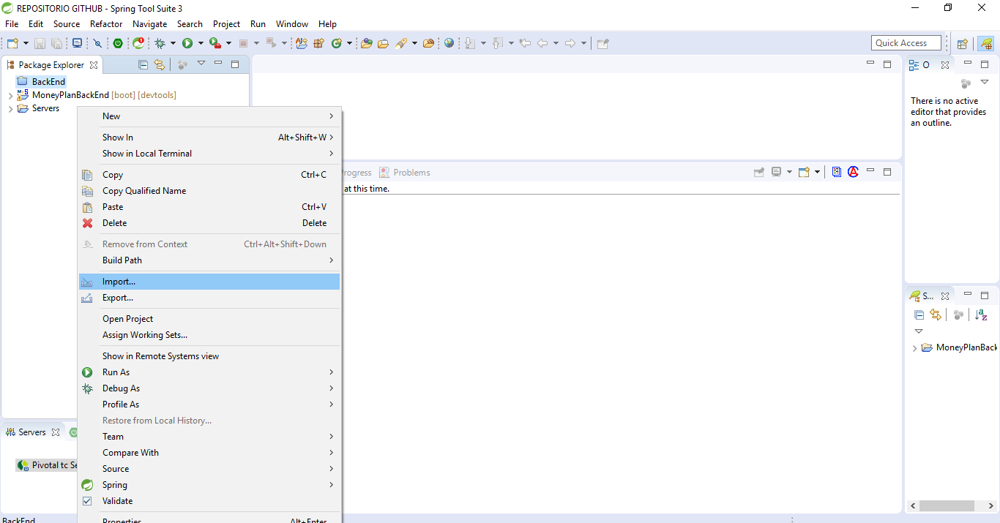 REPOSITORIO GITHUB - Spring Tool Suite 3
File Edit Source Refactor Navigate Search Project Run Window Help
Quick Access
Package Explorer
BackEnd
MoneyPlanBackEnd [boot] [devtools]
Servers
New
Show In Alt+Shift+W
Show in Local Terminal
Copy Ctrl+C
Copy Qualified Name
Paste Ctrl+V
Delete Delete
Remove from Context Ctrl+Alt+Shift+Down
Build Path
Import...
Export...
Open Project
Assign Working Sets...
Show in Remote Systems view
Run As
Debug As
Profile As
Restore from Local History...
Team
Compare With
Source
Spring
Validate
Properties Alt+Enter
Progress Problems
at this time.
O
There is no active
editor that provides
an outline.
S...
MoneyPlanBack
Servers
Pivotal tc Se
BackEnd